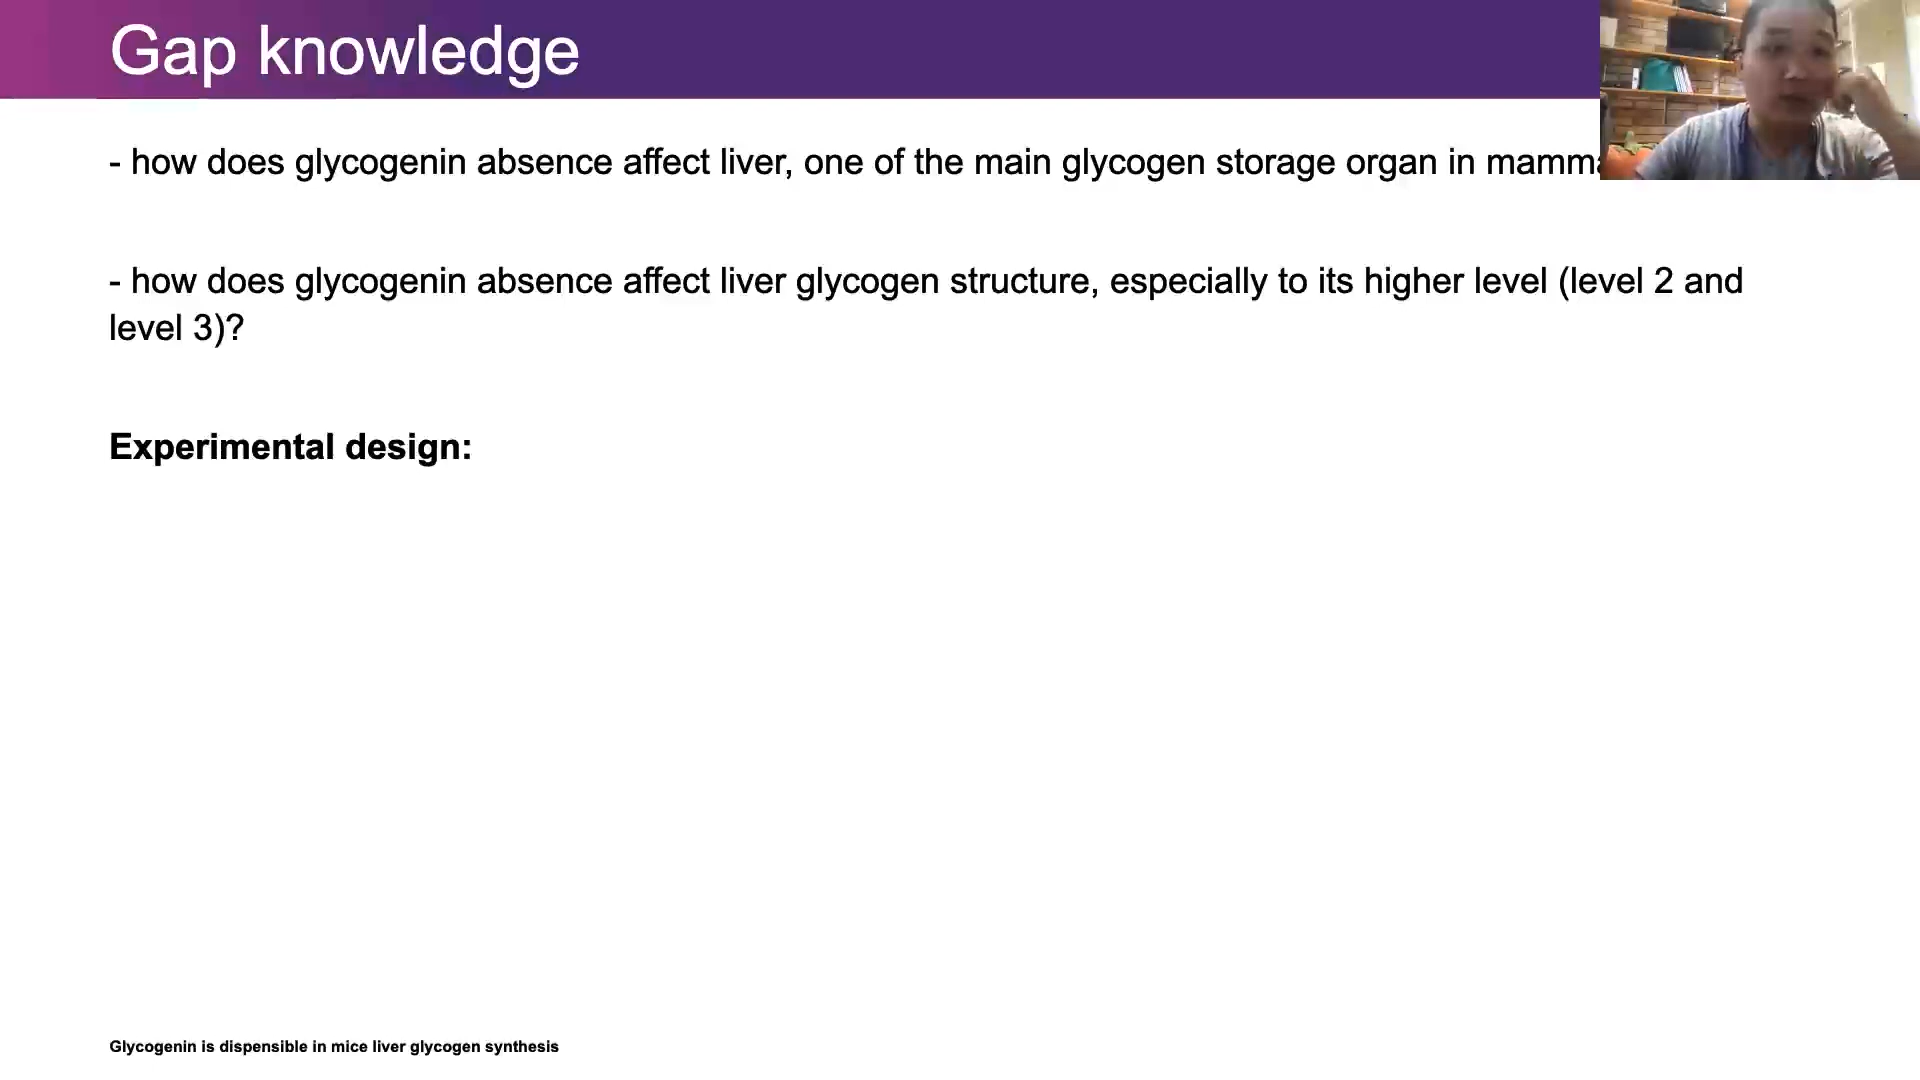 Gap knowledge
- how does glycogenin absence affect liver, one of the main glycogen storage organ in
- how does glycogenin absence affect liver glycogen structure, especially to its higher level (level 2 and
level 3)?
Experimental design:
Glycogenin is dispensible in mice liver glycogen synthesis